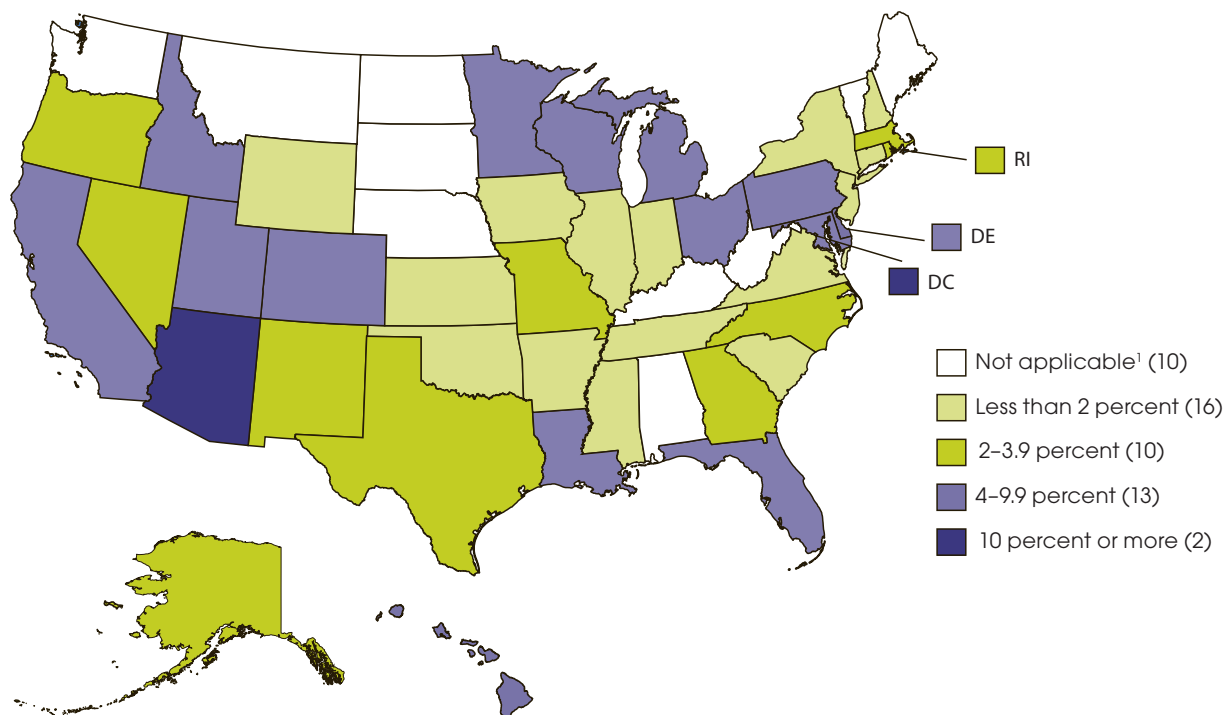 RI
DE
DC
Not applicable¹ (10)
Less than 2 percent (16)
2–3.9 percent (10)
4–9.9 percent (13)
10 percent or more (2)